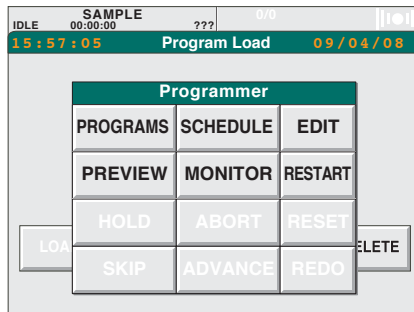 SAMPLE
IDLE 00:00:00 ??? 0/0
15:57:05 Program Load 09/04/08
Programmer
PROGRAMS SCHEDULE EDIT
PREVIEW MONITOR RESTART
HOLD ABORT RESET
LOA ELETE
SKIP ADVANCE REDO